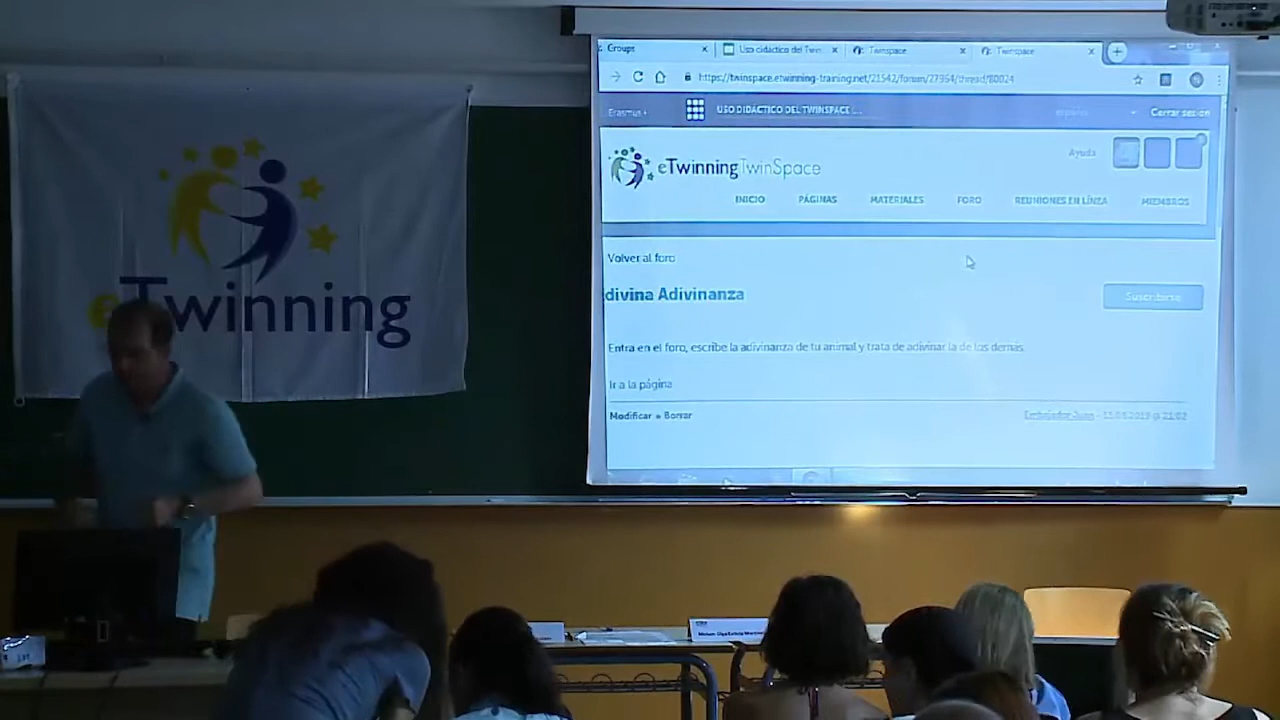 eTwinning
Groups
Uso didáctico del Twin
Twinspace
Twinspace
https://twinspace.etwinning-training.net/21542/forum/27364/thread/80024
Erasmus+
USO DIDÁCTICO DEL TWINSPACE ...
español
Cerrar sesión
eTwinningTwinSpace
Ayuda
INICIO
PÁGINAS
MATERIALES
FORO
REUNIONES EN LÍNEA
MIEMBROS
Volver al foro
divina Adivinanza
Suscribirse
Entra en el foro, escribe la adivinanza de tu animal y trata de adivinar la de los demás.
Ir a la página
Modificar • Borrar